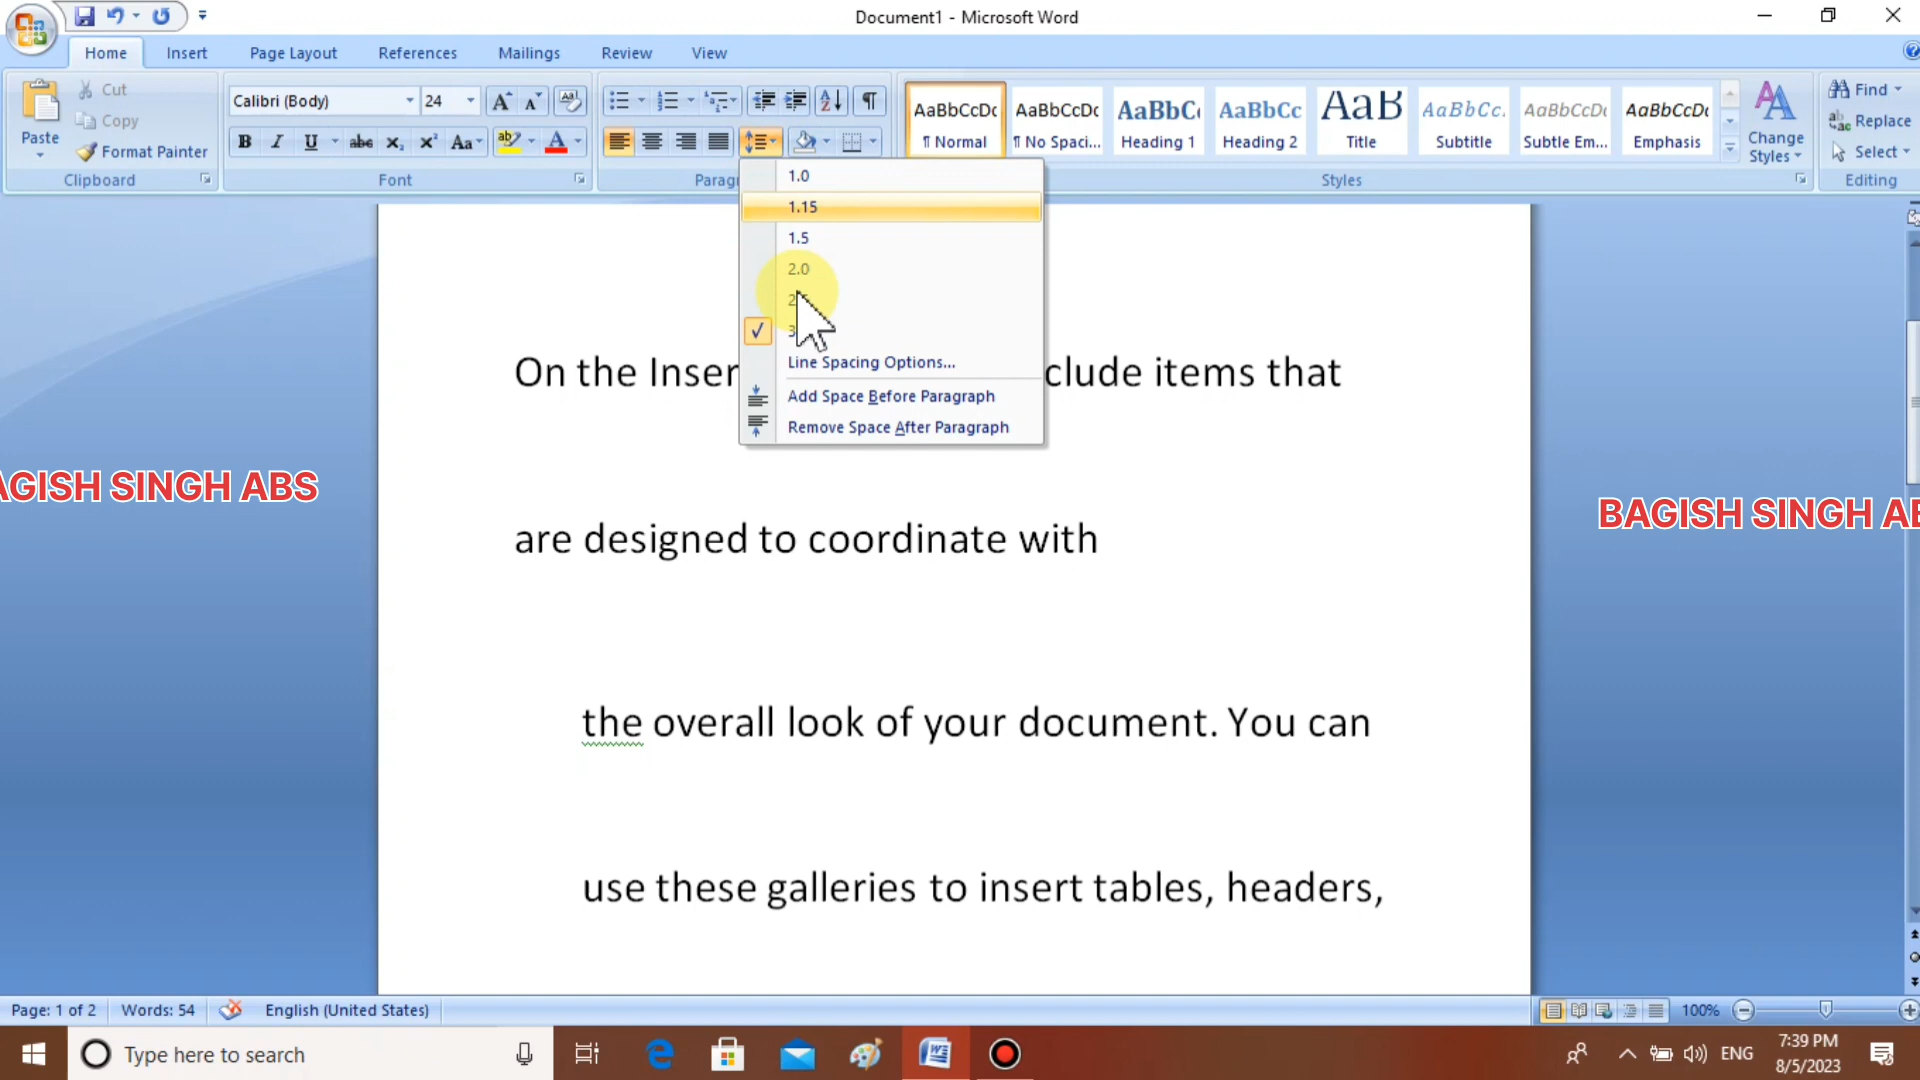 Document1 - Microsoft Word
Home Insert Page Layout References Mailings Review View
Paste
Cut
Copy
Format Painter
Clipboard
Calibri (Body) 24
Font
AaBbCcDc AaBbCcDc AaBbC AaBbCc AaB AaBbCc. AaBbCcDc AaBbCcDc
¶ Normal ¶ No Spaci... Heading 1 Heading 2 Title Subtitle Subtle Em... Emphasis
Styles
Change
Styles
Find
Replace
Select
Editing
1.0
1.15
1.5
2.0
Line Spacing Options...
Add Space Before Paragraph
Remove Space After Paragraph
On the Inser clude items that
are designed to coordinate with
the overall look of your document. You can
use these galleries to insert tables, headers,
AGISH SINGH ABS
BAGISH SINGH AB
Page: 1 of 2 Words: 54 English (United States) 100%
Type here to search
ENG
7:39 PM
8/5/2023